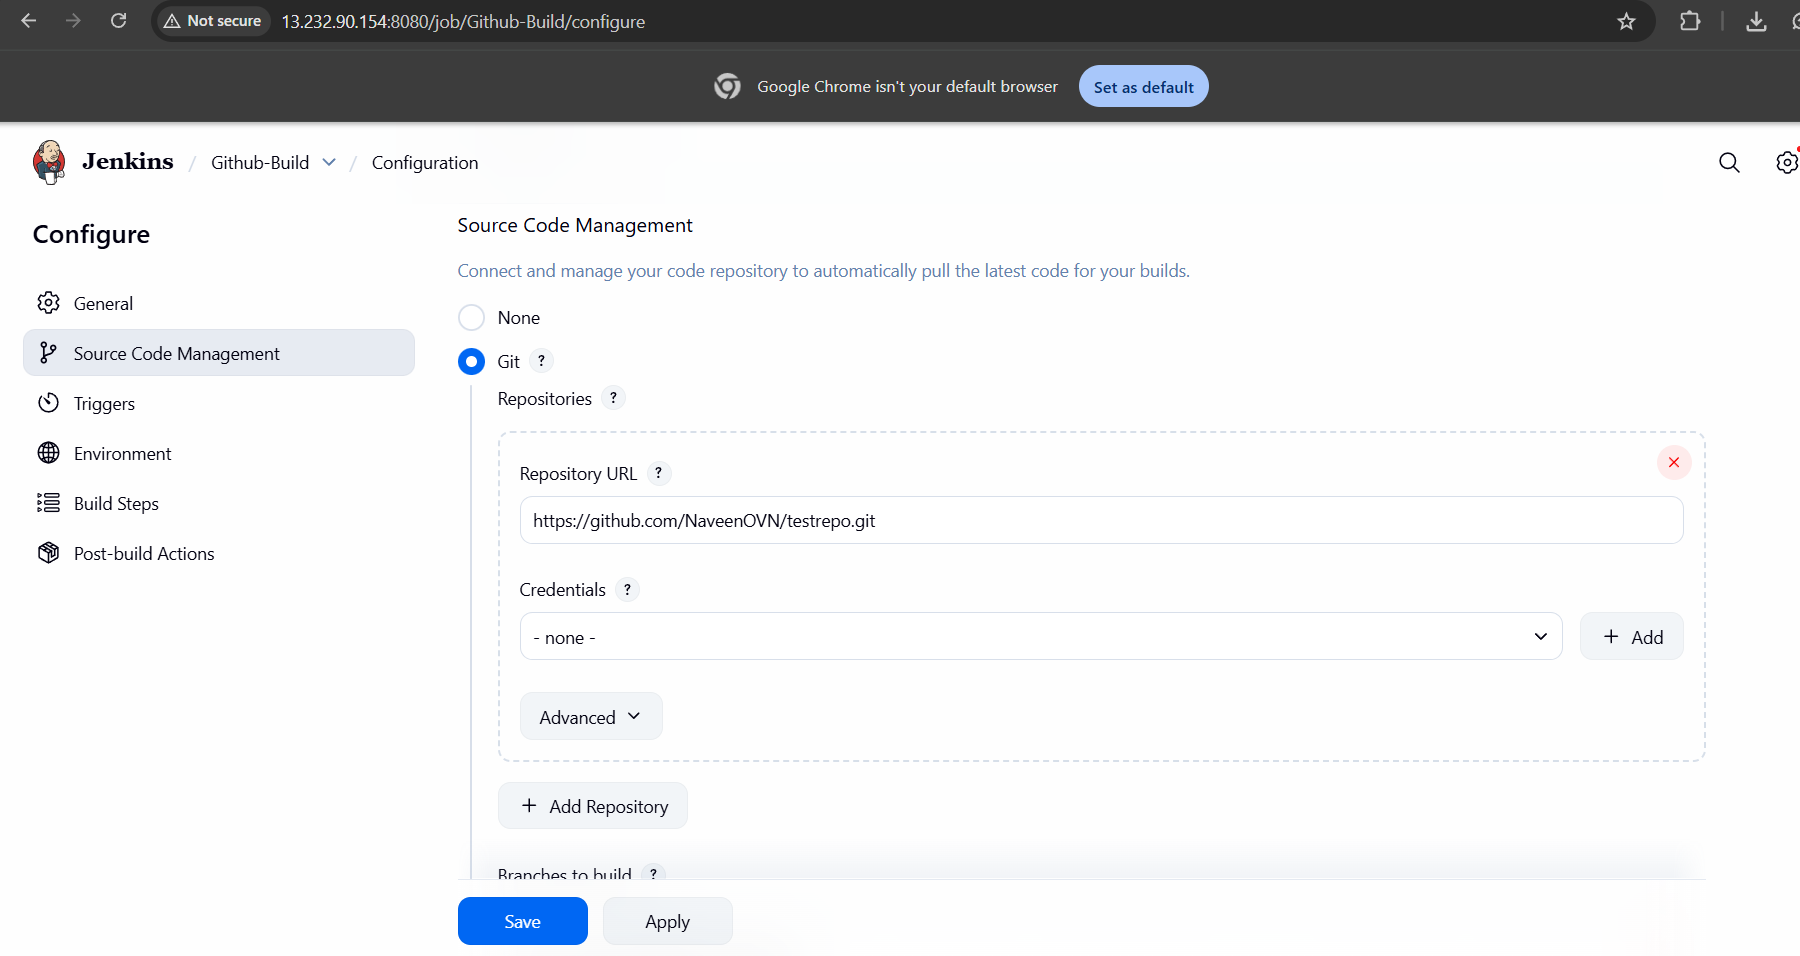 Not secure 13.232.90.154:8080/job/Github-Build/configure
Google Chrome isn't your default browser Set as default
Jenkins / Github-Build / Configuration
Configure
General
Source Code Management
Triggers
Environment
Build Steps
Post-build Actions
Source Code Management
Connect and manage your code repository to automatically pull the latest code for your builds.
None
Git ?
Repositories ?
Repository URL ?
https://github.com/NaveenOVN/testrepo.git
Credentials ?
- none -
+ Add
Advanced
+ Add Repository
Branches to build ?
Save Apply